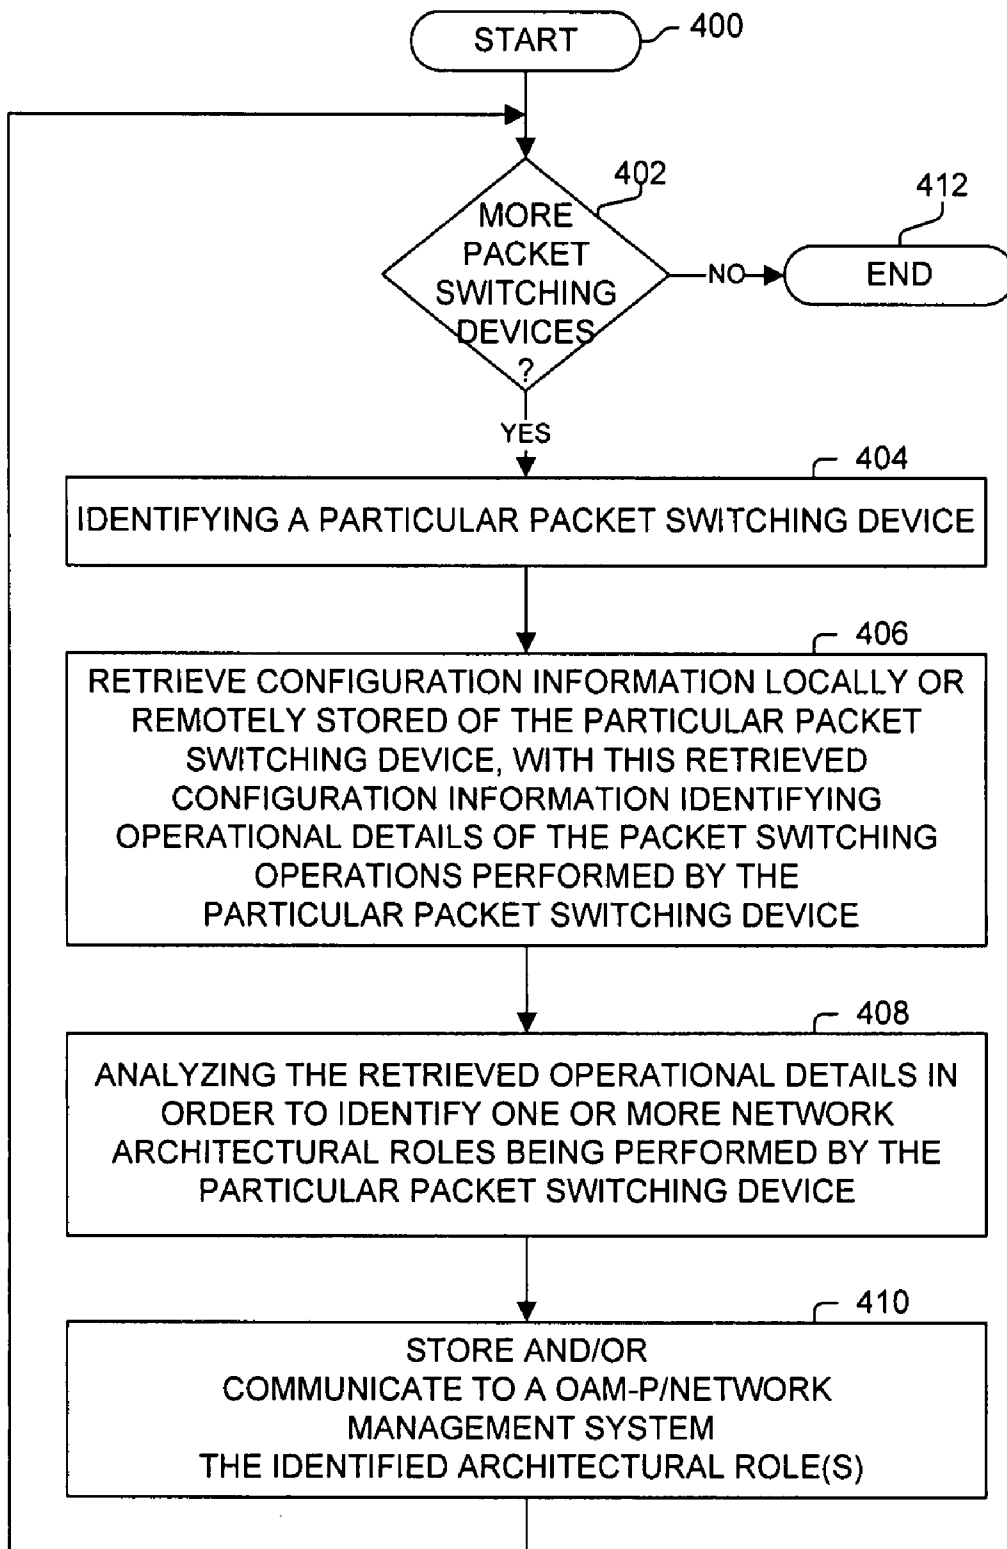 START
400
402
MORE
PACKET
SWITCHING
DEVICES
?
NO
412
END
YES
404
IDENTIFYING A PARTICULAR PACKET SWITCHING DEVICE
406
RETRIEVE CONFIGURATION INFORMATION LOCALLY OR
REMOTELY STORED OF THE PARTICULAR PACKET
SWITCHING DEVICE, WITH THIS RETRIEVED
CONFIGURATION INFORMATION IDENTIFYING
OPERATIONAL DETAILS OF THE PACKET SWITCHING
OPERATIONS PERFORMED BY THE
PARTICULAR PACKET SWITCHING DEVICE
408
ANALYZING THE RETRIEVED OPERATIONAL DETAILS IN
ORDER TO IDENTIFY ONE OR MORE NETWORK
ARCHITECTURAL ROLES BEING PERFORMED BY THE
PARTICULAR PACKET SWITCHING DEVICE
410
STORE AND/OR
COMMUNICATE TO A OAM-P/NETWORK
MANAGEMENT SYSTEM
THE IDENTIFIED ARCHITECTURAL ROLE(S)